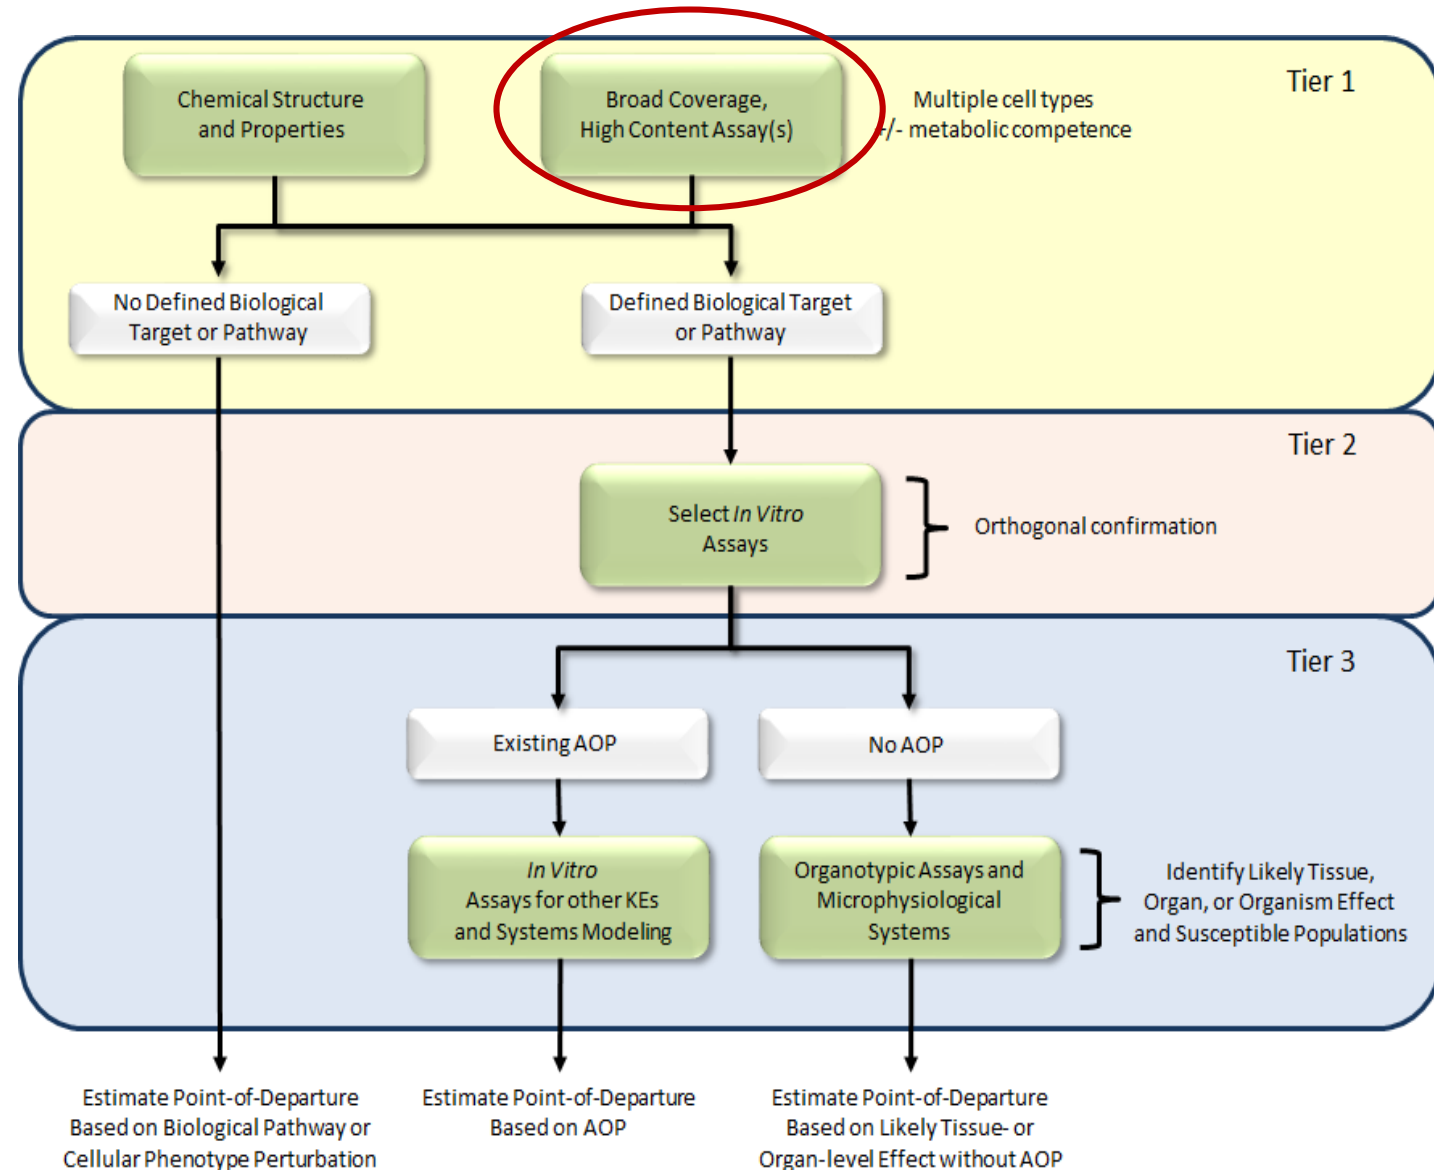 Tier 1
Chemical Structure
and Properties
Broad Coverage,
High Content Assay(s)
Multiple cell types
+/- metabolic competence
No Defined Biological
Target or Pathway
Defined Biological Target
or Pathway
Tier 2
Select In Vitro
Assays
Orthogonal confirmation
Tier 3
Existing AOP
No AOP
In Vitro
Assays for other KEs
and Systems Modeling
Organotypic Assays and
Microphysiological
Systems
Identify Likely Tissue,
Organ, or Organism Effect
and Susceptible Populations
Estimate Point-of-Departure
Based on Biological Pathway or
Cellular Phenotype Perturbation
Estimate Point-of-Departure
Based on AOP
Estimate Point-of-Departure
Based on Likely Tissue- or
Organ-level Effect without AOP